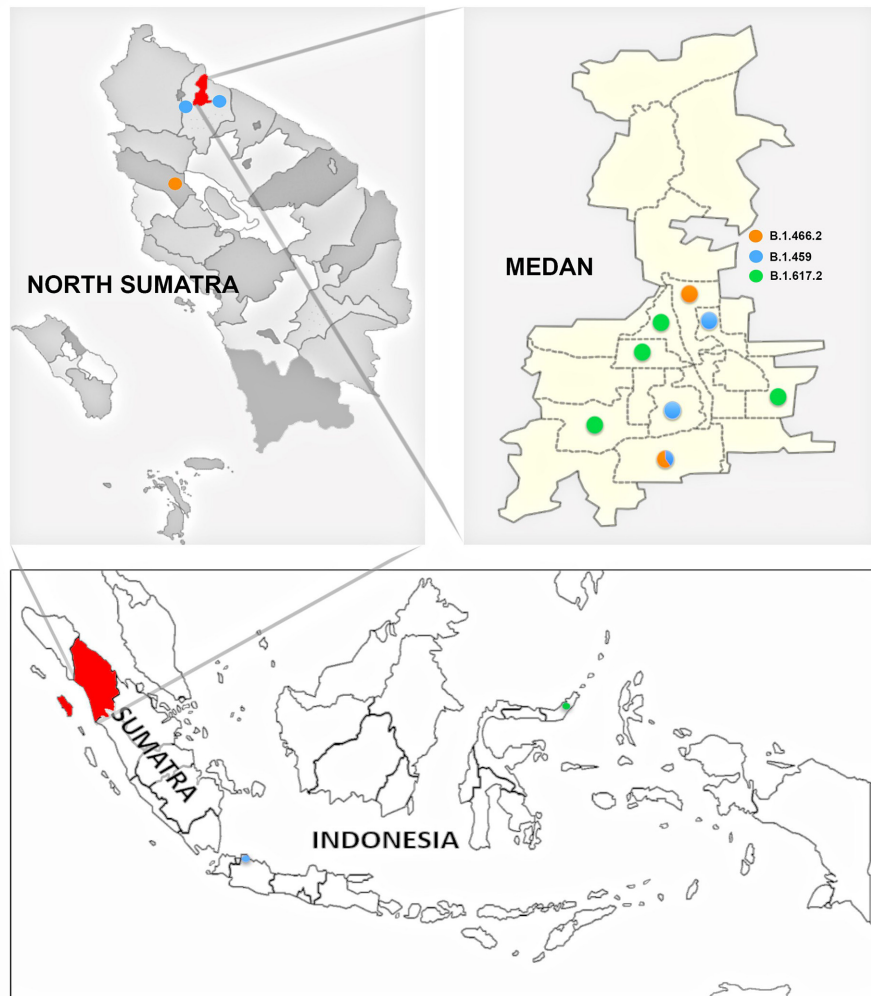 NORTH SUMATRA
MEDAN
B.1.466.2
B.1.459
B.1.617.2
SUMATRA
INDONESIA